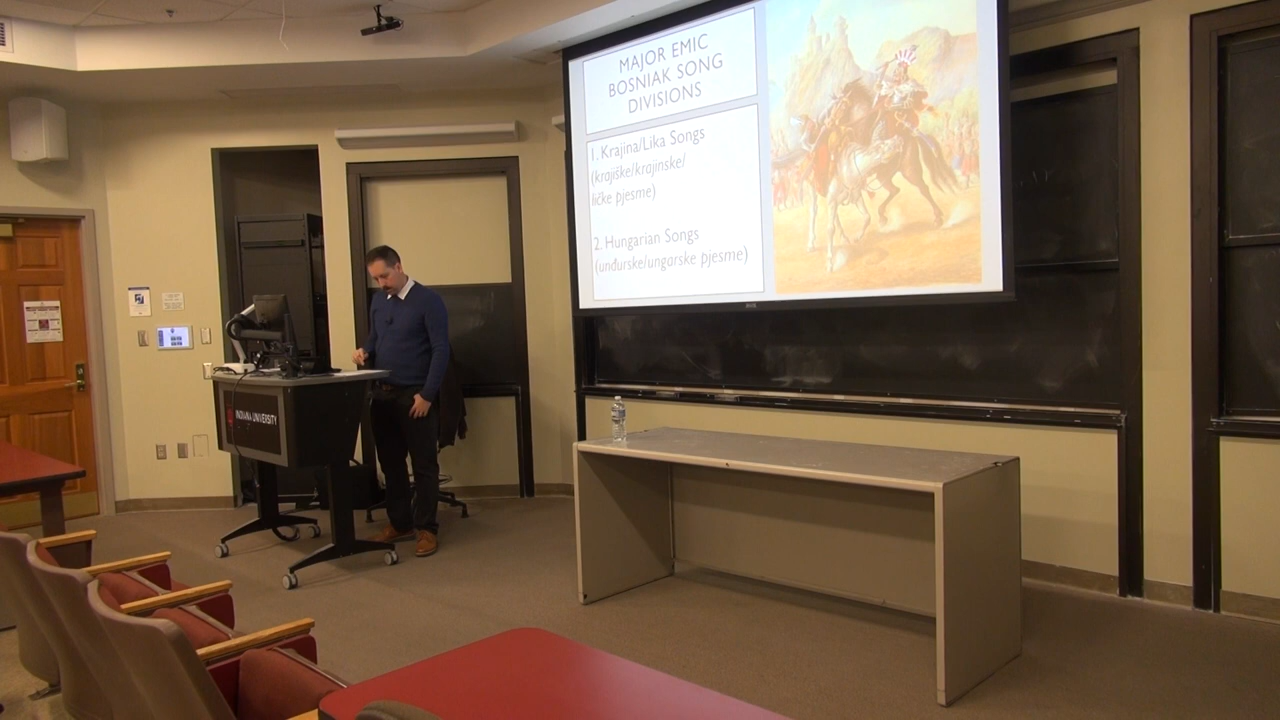 MAJOR EMIC
BOSNIAK SONG
DIVISIONS
1. Krajina/Lika Songs
(krajiške/krajinske/
ličke pjesme)
2. Hungarian Songs
(unđurske/ungarske pjesme)
INDIANA UNIVERSITY